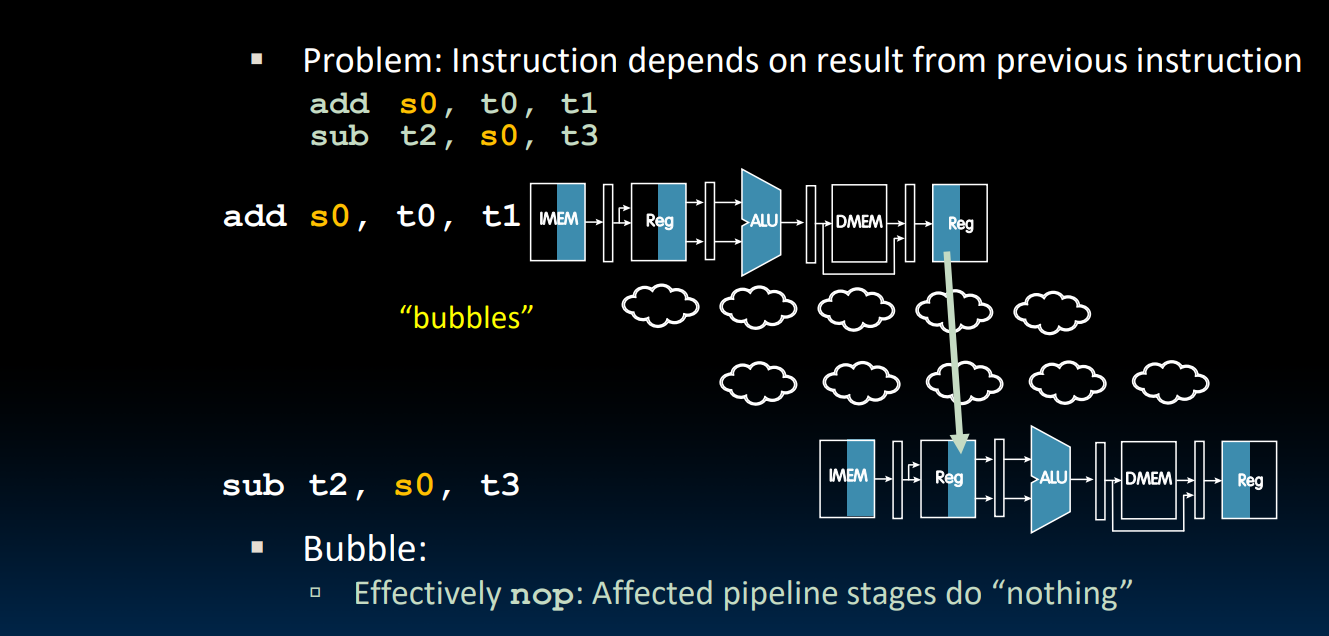 Problem: Instruction depends on result from previous instruction
add s0, t0, t1
sub t2, s0, t3
add s0, t0, t1 IMEM Reg ALU DMEM Reg
“bubbles”
sub t2, s0, t3 IMEM Reg ALU DMEM Reg
Bubble:
Effectively nop: Affected pipeline stages do “nothing”